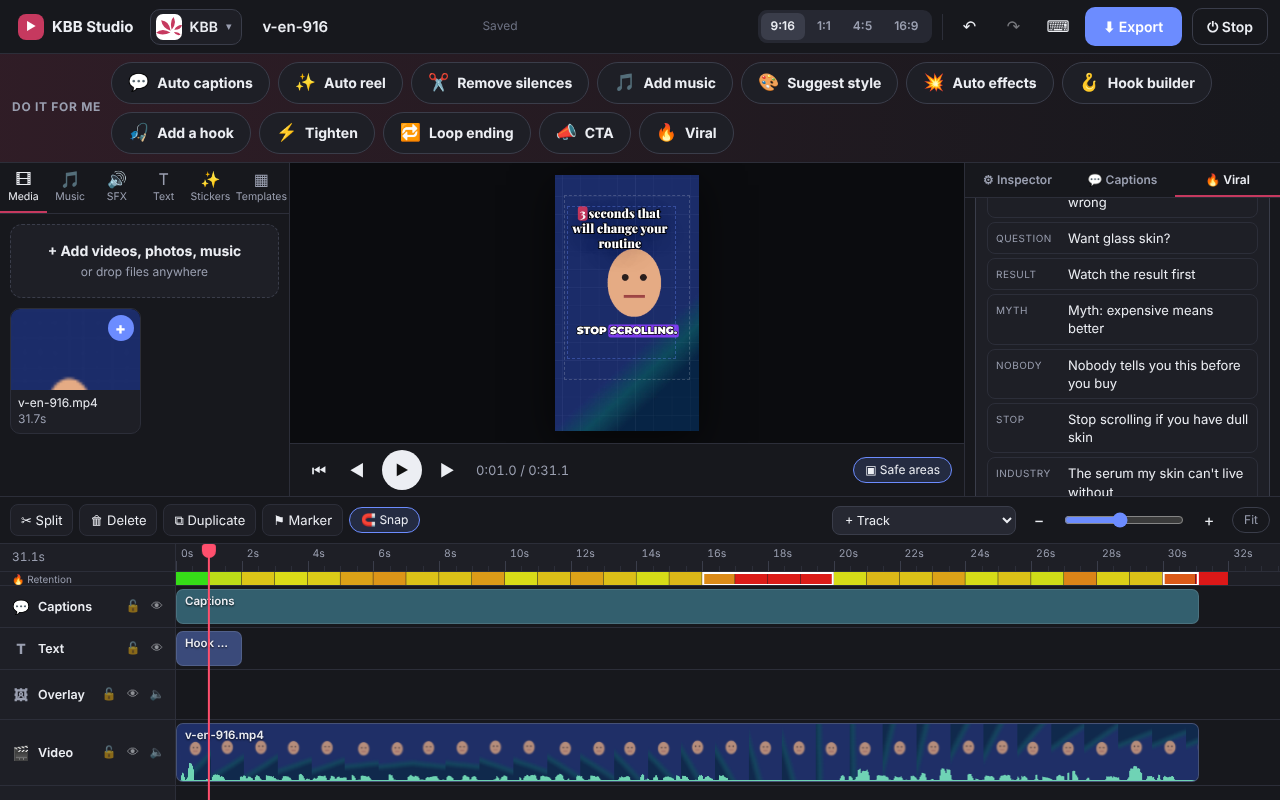 KBB Studio
KBB
v-en-916
Saved
9:16
1:1
4:5
16:9
Export
Stop
DO IT FOR ME
Auto captions
Auto reel
Remove silences
Add music
Suggest style
Auto effects
Hook builder
Add a hook
Tighten
Loop ending
CTA
Viral
Media
Music
SFX
Text
Stickers
Templates
+ Add videos, photos, music
or drop files anywhere
v-en-916.mp4
31.7s
3 seconds that
will change your
routine
STOP SCROLLING.
0:01.0 / 0:31.1
Safe areas
Inspector
Captions
Viral
wrong
QUESTION Want glass skin?
RESULT Watch the result first
MYTH Myth: expensive means
better
NOBODY Nobody tells you this before
you buy
STOP Stop scrolling if you have dull
skin
INDUSTRY The serum my skin can't live
without
Split
Delete
Duplicate
Marker
Snap
+ Track
Fit
31.1s
0s 2s 4s 6s 8s 10s 12s 14s 16s 18s 20s 22s 24s 26s 28s 30s 32s
Retention
Captions
Captions
Text
Hook ...
Overlay
Video
v-en-916.mp4